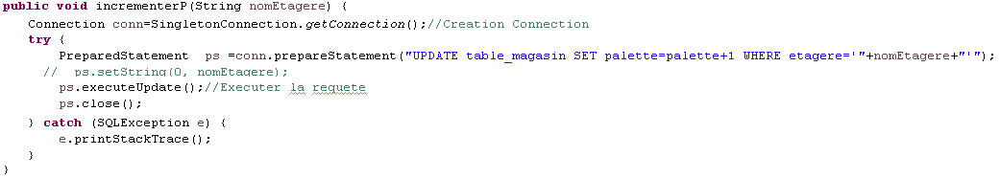 public void incrementerP(String nomEtagere) {
Connection conn=SingletonConnection.getConnection();//Creation Connection
try {
PreparedStatement ps =conn.prepareStatement("UPDATE table_magasin SET palette=palette+1 WHERE etagere='"+nomEtagere+"'");
// ps.setString(0, nomEtagere);
ps.executeUpdate();//Executer la requete
ps.close();
} catch (SQLException e) {
e.printStackTrace();
}
}